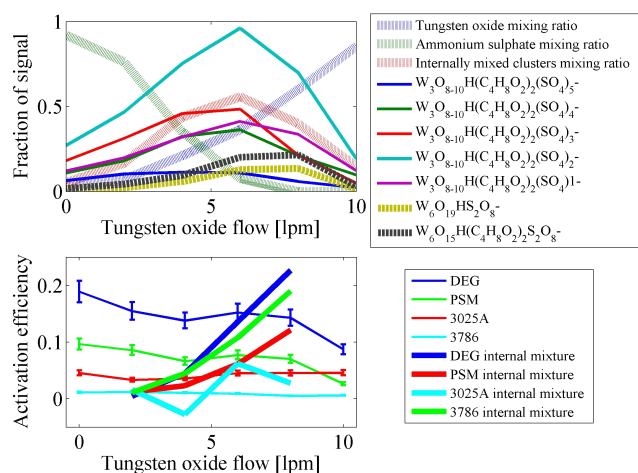 1
0.5
0
Fraction of signal
0 5 10
Tungsten oxide flow [lpm]
Tungsten oxide mixing ratio
Ammonium sulphate mixing ratio
Internally mixed clusters mixing ratio
W3O8-10H(C4H8O2)2(SO4)5-
W3O8-10H(C4H8O2)2(SO4)4-
W3O8-10H(C4H8O2)2(SO4)3-
W3O8-10H(C4H8O2)2(SO4)2-
W3O8-10H(C4H8O2)2(SO4)1-
W6O19HS2O8-
W6O15H(C4H8O2)2S2O8-
0.2
0.1
0
Activation efficiency
0 5 10
Tungsten oxide flow [lpm]
DEG
PSM
3025A
3786
DEG internal mixture
PSM internal mixture
3025A internal mixture
3786 internal mixture